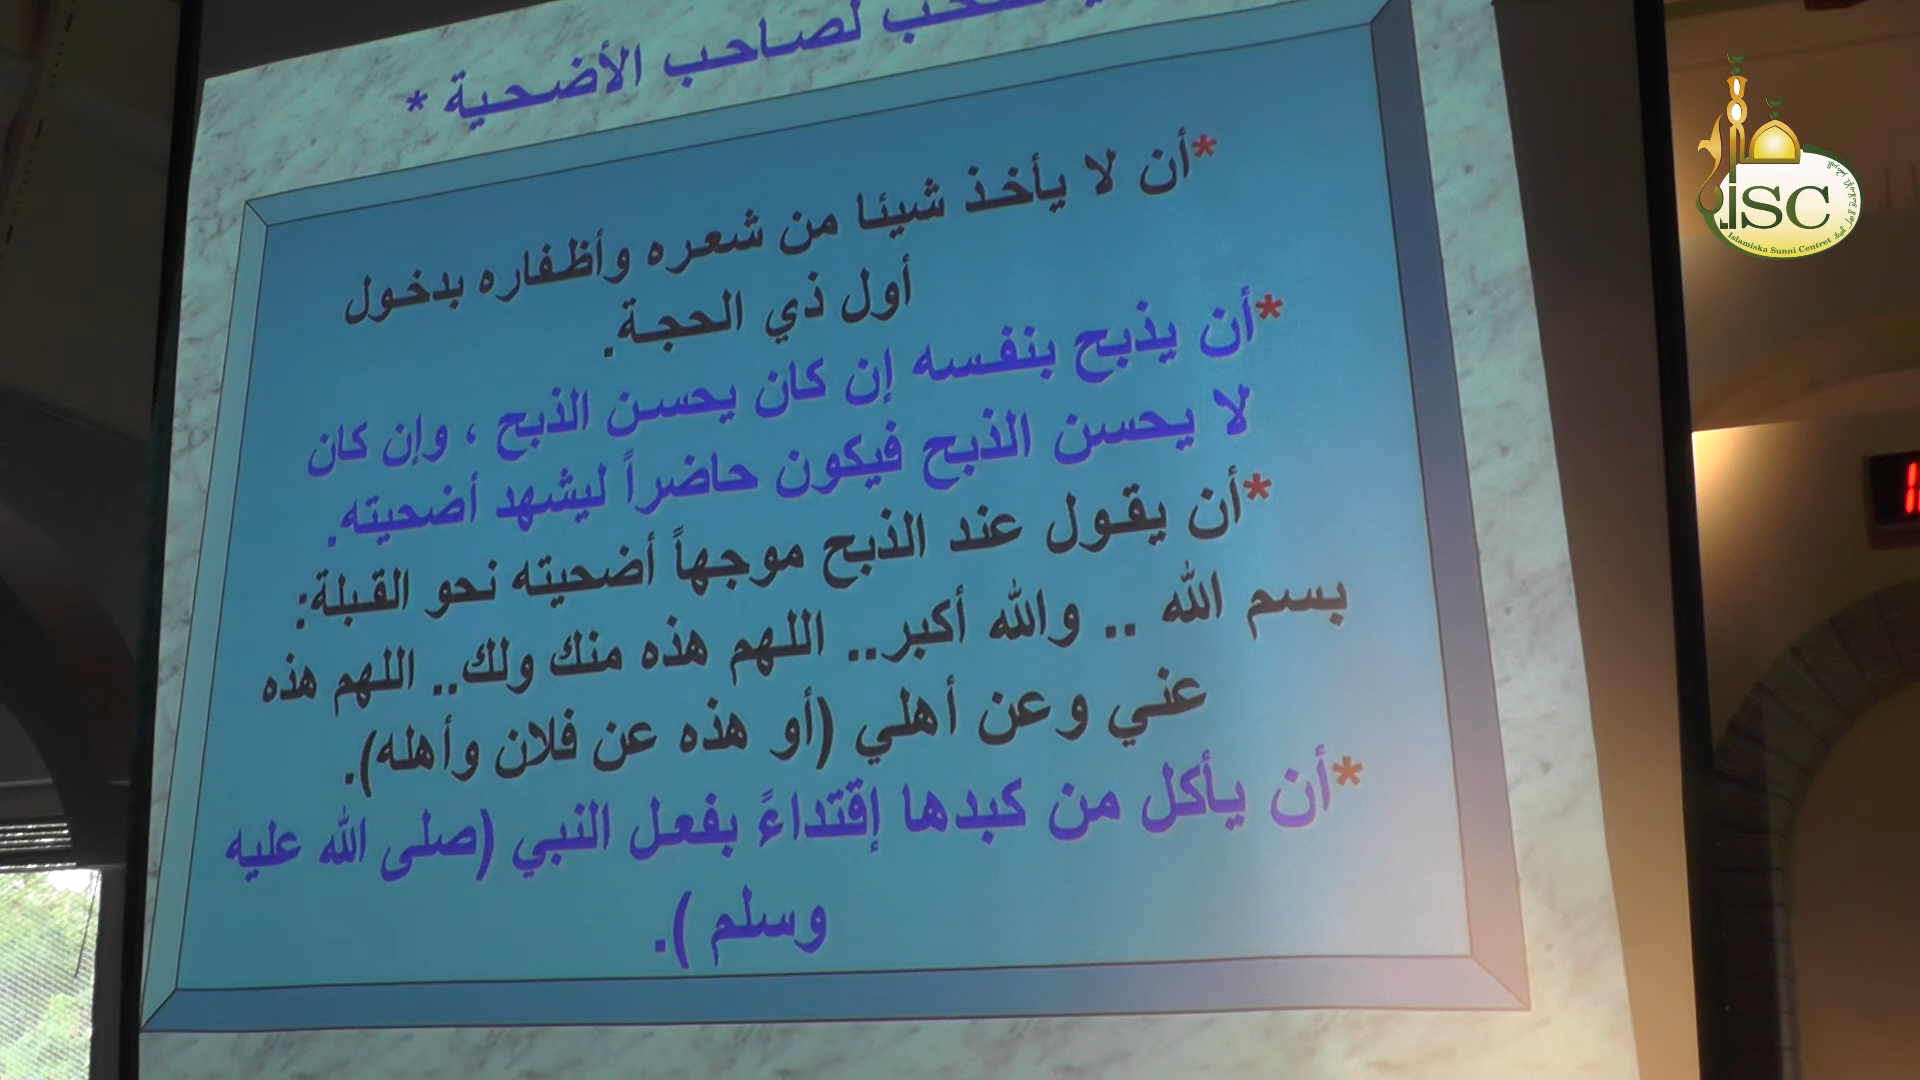 لصاحب الأضحية *
*أن لا يأخذ شيئا من شعره وأظفاره بدخول
أول ذي الحجة.
*أن يذبح بنفسه إن كان يحسن الذبح ، وإن كان
لا يحسن الذبح فيكون حاضراً ليشهد أضحيته.
*أن يقول عند الذبح موجهاً أضحيته نحو القبلة:
بسم الله .. والله أكبر.. اللهم هذه منك ولك.. اللهم هذه
عني وعن أهلي (أو هذه عن فلان وأهله).
*أن يأكل من كبدها إقتداءً بفعل النبي (صلى الله عليه
وسلم ).
ISC
Islamiska Sunni Centret